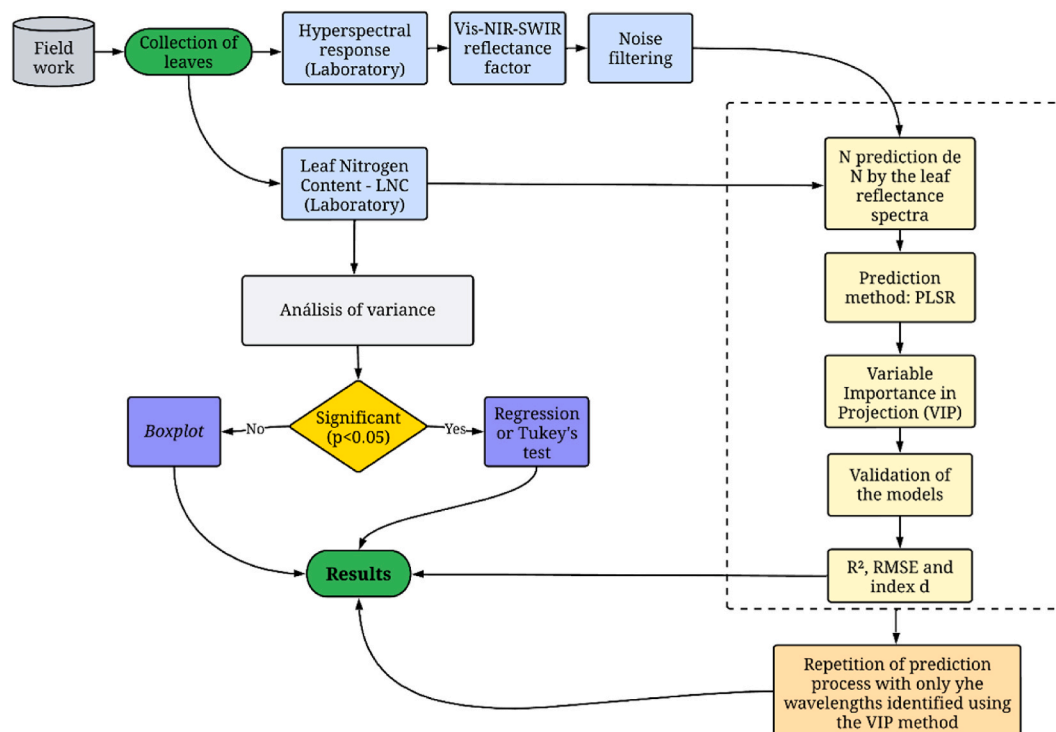 Field
work
Collection of
leaves
Hyperspectral
response
(Laboratory)
Vis-NIR-SWIR
reflectance
factor
Noise
filtering
Leaf Nitrogen
Content - LNC
(Laboratory)
N prediction de
N by the leaf
reflectance
spectra
Prediction
method: PLSR
Análisis of variance
Variable
Importance in
Projection (VIP)
Boxplot
No
Significant
(p<0.05)
Yes
Regression
or Tukey's
test
Validation of
the models
Results
R², RMSE and
index d
Repetition of prediction
process with only yhe
wavelengths identified using
the VIP method